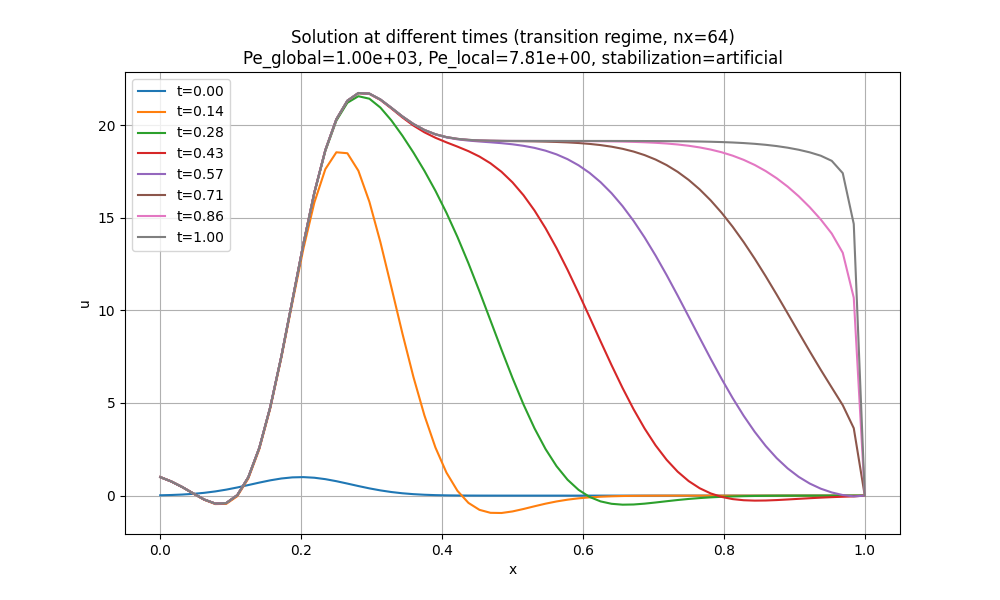 Solution at different times (transition regime, nx=64)
Pe_global=1.00e+03, Pe_local=7.81e+00, stabilization=artificial
t=0.00
t=0.14
t=0.28
t=0.43
t=0.57
t=0.71
t=0.86
t=1.00
20
15
10
5
0
u
0.0 0.2 0.4 0.6 0.8 1.0
x